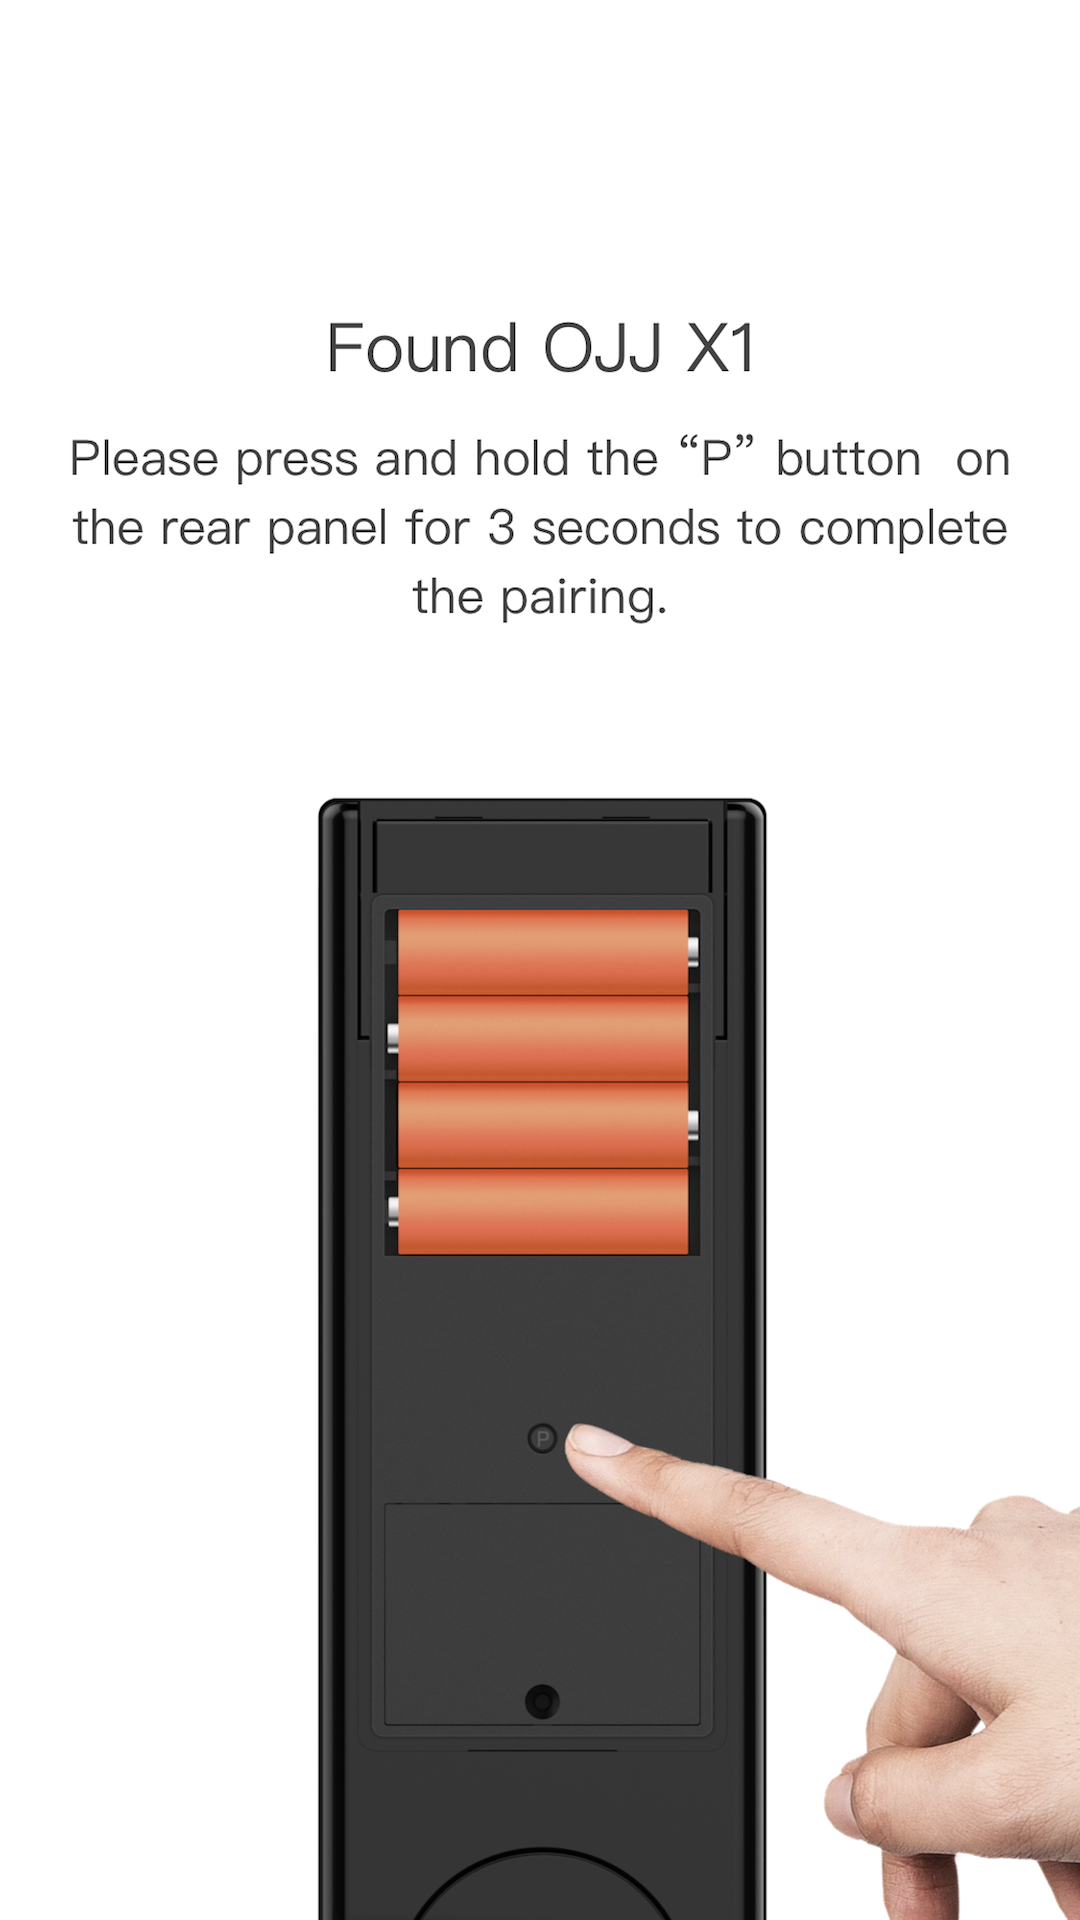 Found OJJ X1
Please press and hold the “P” button  on
the rear panel for 3 seconds to complete
the pairing.
P